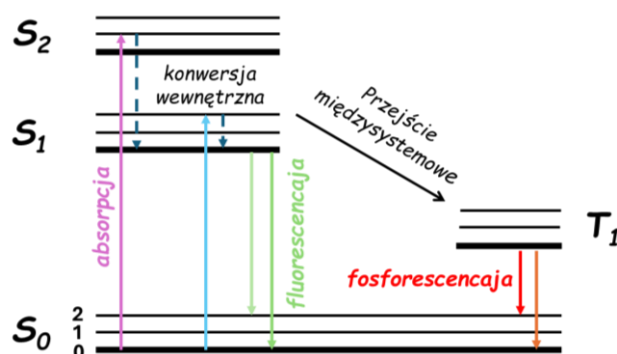 S2
konwersja
wewnętrzna
Przejście
międzysystemowe
S1
absorpcja
fluorescencaja
T1
fosforescencaja
S0
2
1
0